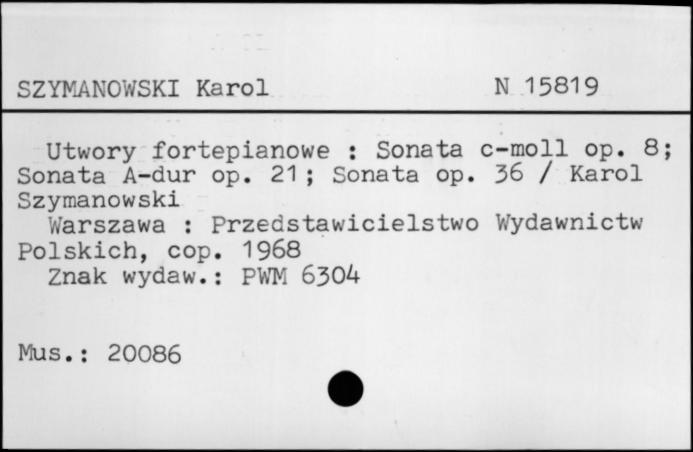 SZYMANOWSKI Karol N 15819
Utwory fortepianowe : Sonata c-moll op. 8;
Sonata A-dur op. 21; Sonata op. 36 / Karol
Szymanowski
Warszawa : Przedstawicielstwo Wydawnictw
Polskich, cop. 1968
Znak wydaw.: PWM 6304
Mus.: 20086